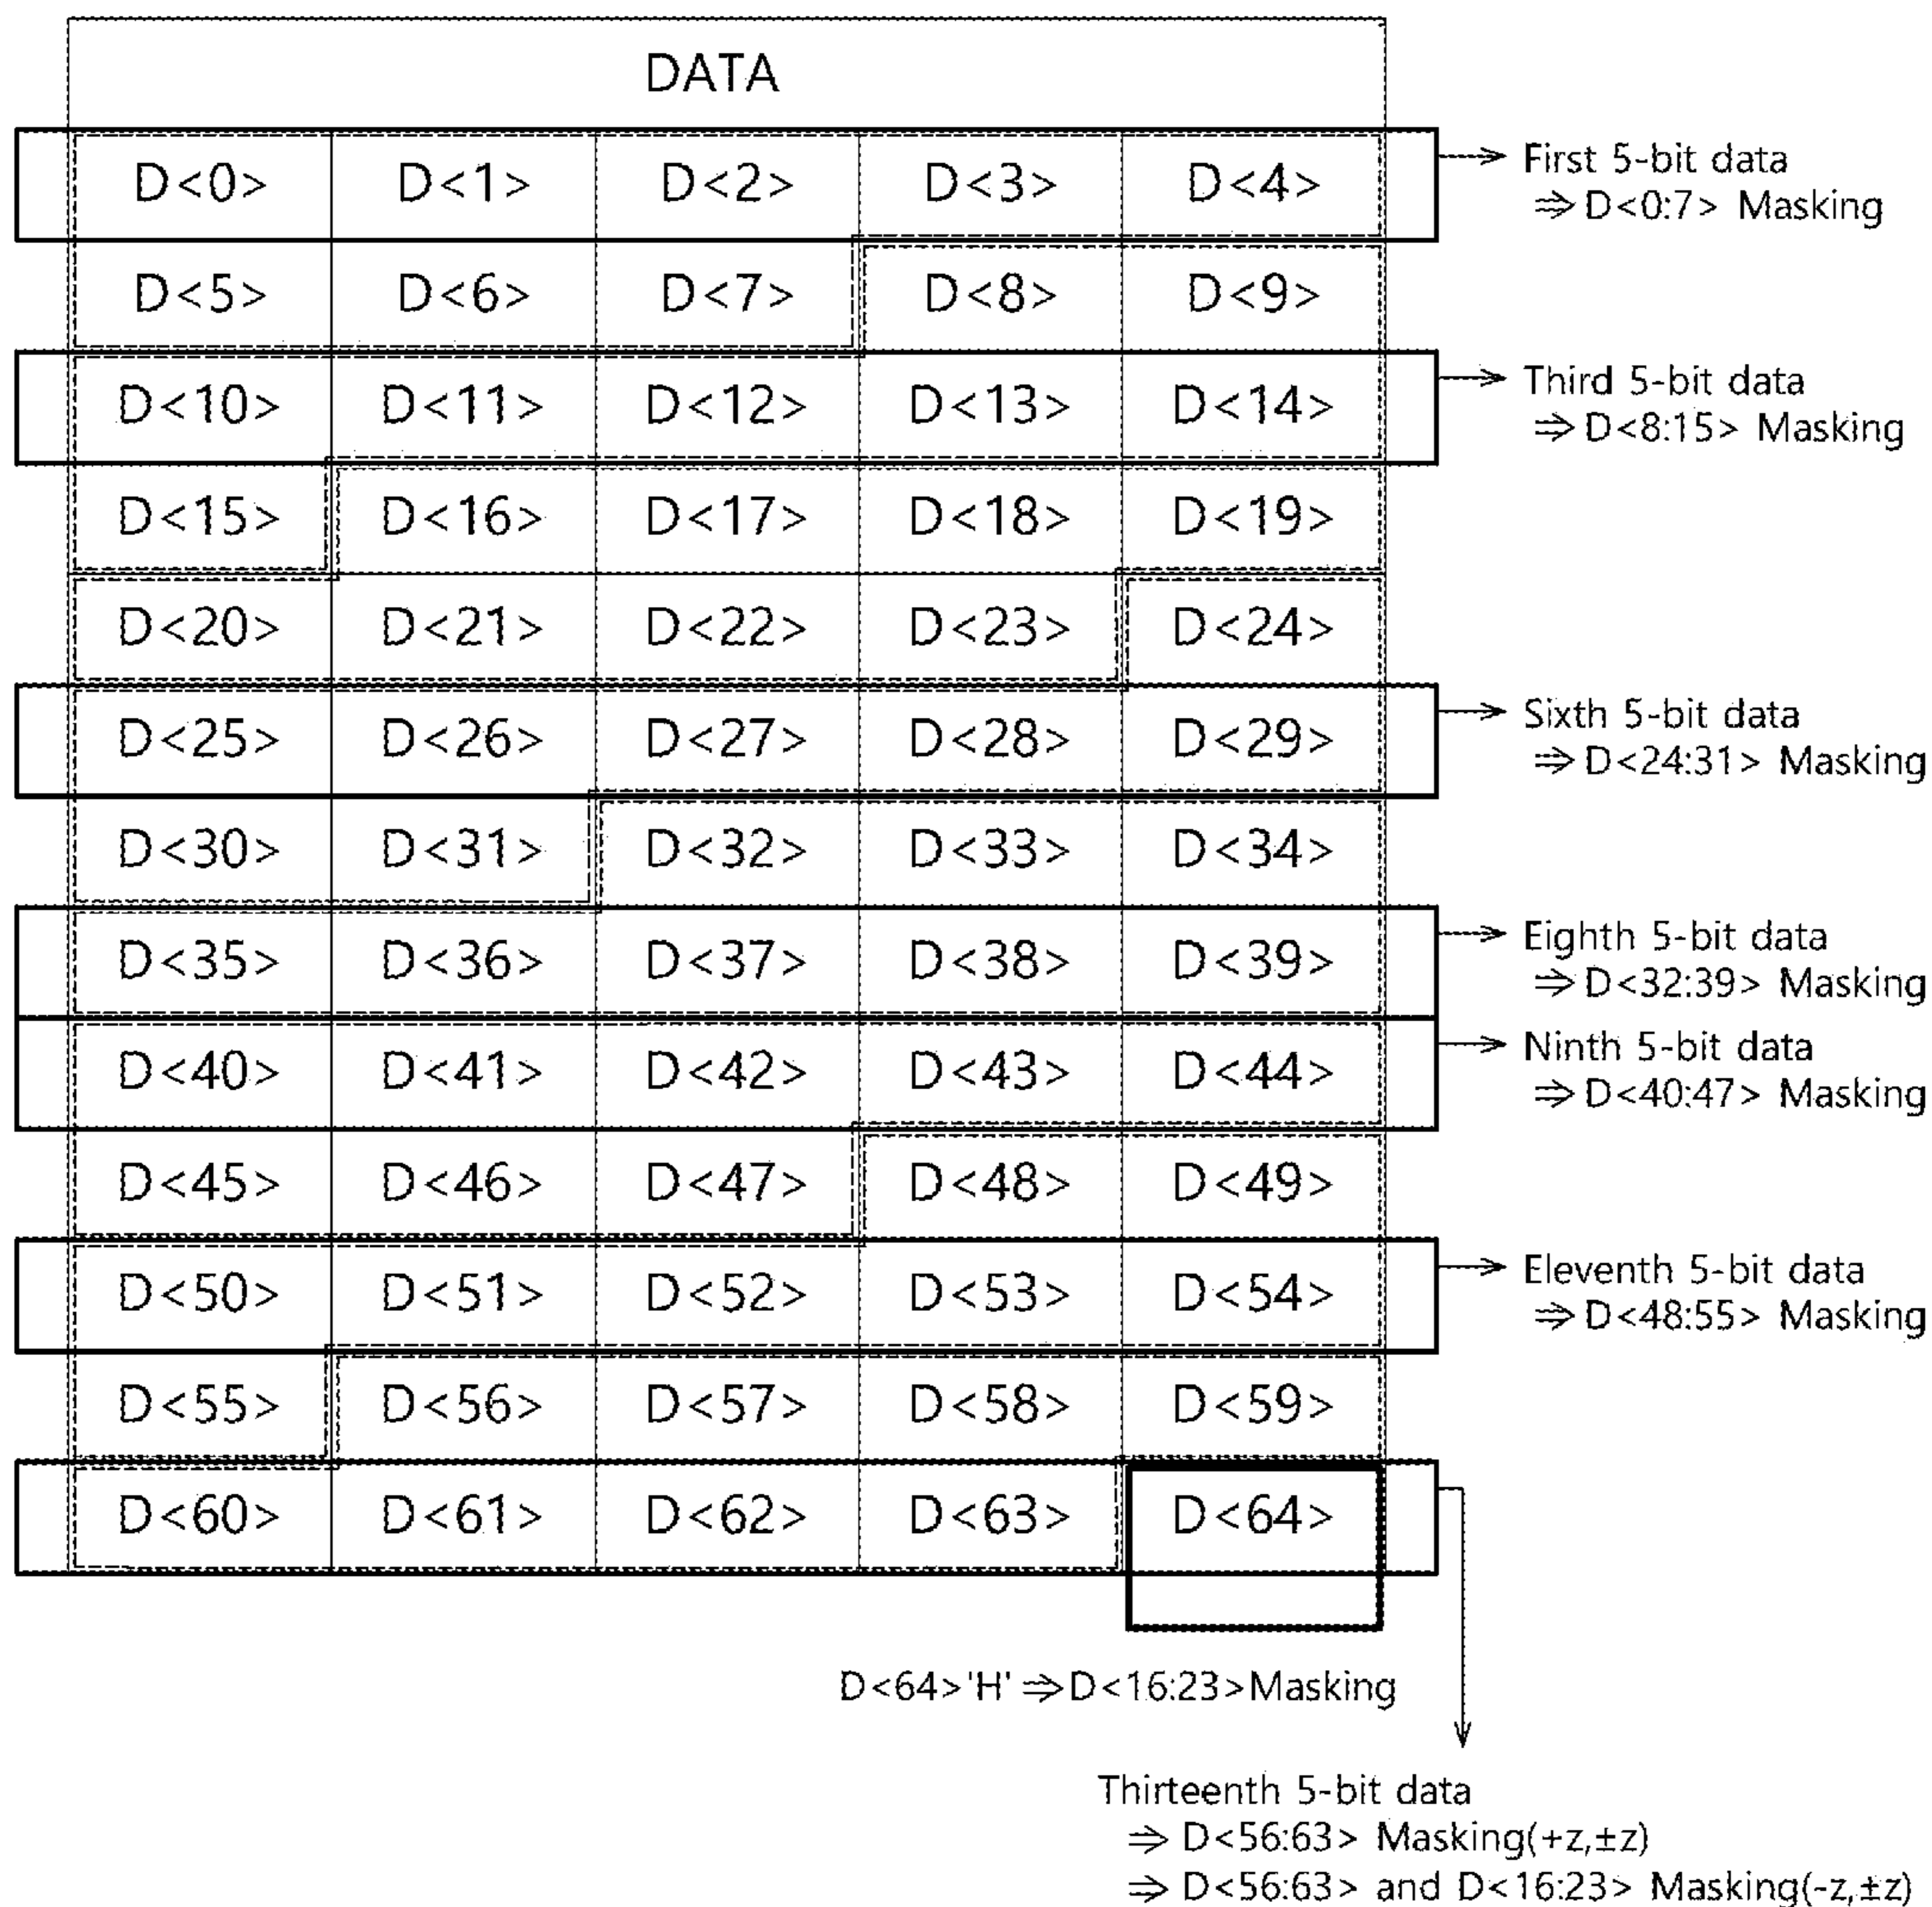 DATA
D<0> D<1> D<2> D<3> D<4>
First 5-bit data
⇒ D<0:7> Masking
D<5> D<6> D<7> D<8> D<9>
D<10> D<11> D<12> D<13> D<14>
Third 5-bit data
⇒ D<8:15> Masking
D<15> D<16> D<17> D<18> D<19>
D<20> D<21> D<22> D<23> D<24>
D<25> D<26> D<27> D<28> D<29>
Sixth 5-bit data
⇒ D<24:31> Masking
D<30> D<31> D<32> D<33> D<34>
D<35> D<36> D<37> D<38> D<39>
Eighth 5-bit data
⇒ D<32:39> Masking
D<40> D<41> D<42> D<43> D<44>
Ninth 5-bit data
⇒ D<40:47> Masking
D<45> D<46> D<47> D<48> D<49>
D<50> D<51> D<52> D<53> D<54>
Eleventh 5-bit data
⇒ D<48:55> Masking
D<55> D<56> D<57> D<58> D<59>
D<60> D<61> D<62> D<63> D<64>
D<64>'H' ⇒ D<16:23>Masking
Thirteenth 5-bit data
⇒ D<56:63> Masking(+z,±z)
⇒ D<56:63> and D<16:23> Masking(-z,±z)